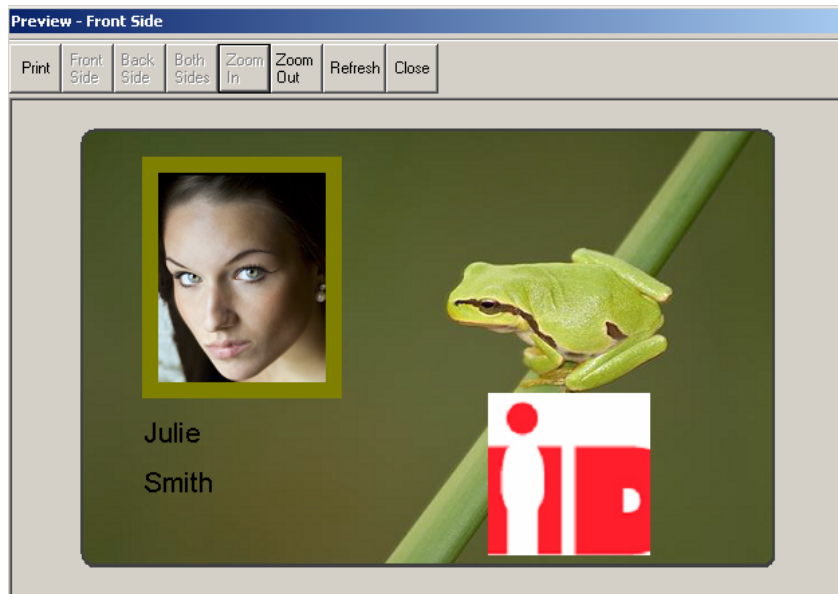 Preview - Front Side
Print Front Side Back Side Both Sides Zoom In Zoom Out Refresh Close
Julie
Smith
iD